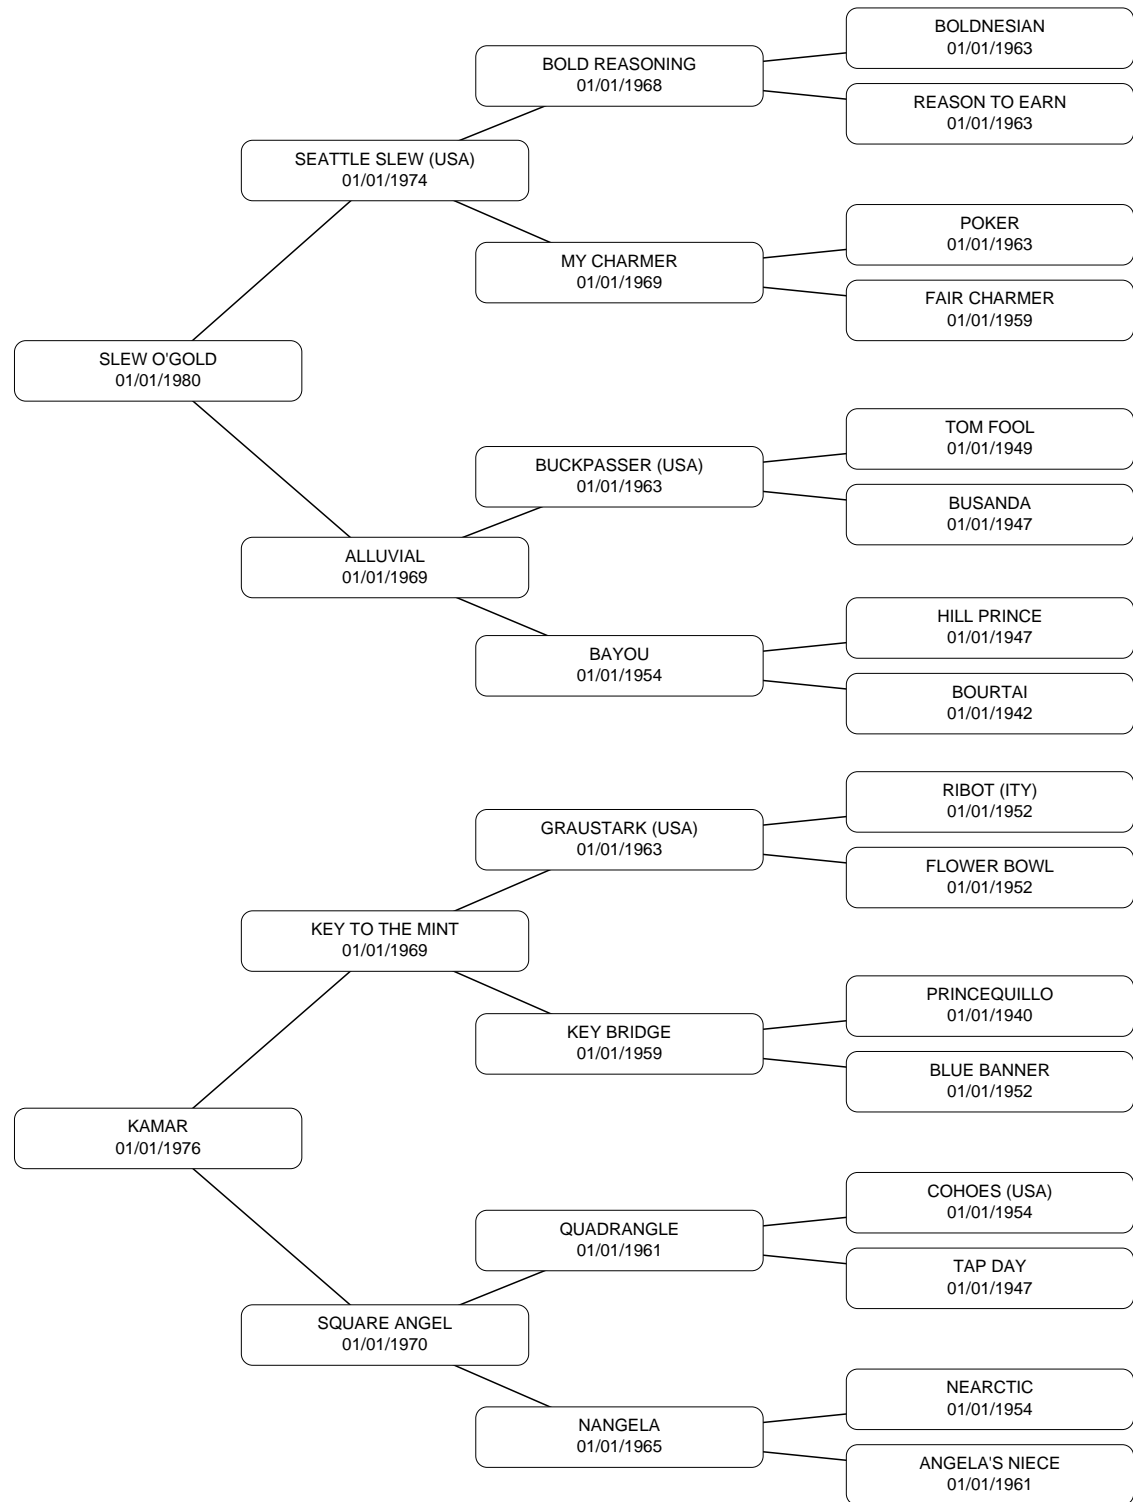 BOLDNESIAN
01/01/1963
BOLD REASONING
01/01/1968
REASON TO EARN
01/01/1963
SEATTLE SLEW (USA)
01/01/1974
POKER
01/01/1963
MY CHARMER
01/01/1969
FAIR CHARMER
01/01/1959
SLEW O'GOLD
01/01/1980
TOM FOOL
01/01/1949
BUCKPASSER (USA)
01/01/1963
BUSANDA
01/01/1947
ALLUVIAL
01/01/1969
HILL PRINCE
01/01/1947
BAYOU
01/01/1954
BOURTAI
01/01/1942
RIBOT (ITY)
01/01/1952
GRAUSTARK (USA)
01/01/1963
FLOWER BOWL
01/01/1952
KEY TO THE MINT
01/01/1969
PRINCEQUILLO
01/01/1940
KEY BRIDGE
01/01/1959
BLUE BANNER
01/01/1952
KAMAR
01/01/1976
COHOES (USA)
01/01/1954
QUADRANGLE
01/01/1961
TAP DAY
01/01/1947
SQUARE ANGEL
01/01/1970
NEARCTIC
01/01/1954
NANGELA
01/01/1965
ANGELA'S NIECE
01/01/1961